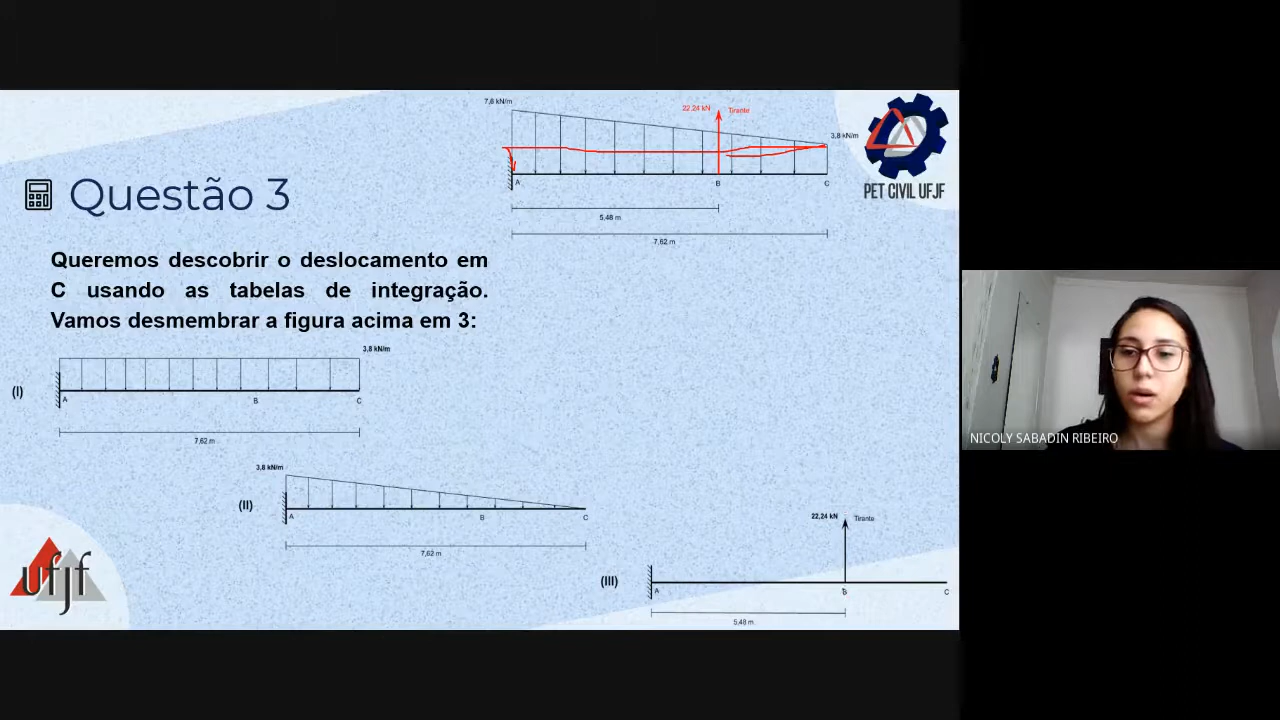 7,6 kN/m
22,24 kN
Tirante
3,8 kN/m
A
B
C
5,48 m
7,62 m
PET CIVIL UFJF
Questão 3
Queremos descobrir o deslocamento em
C usando as tabelas de integração.
Vamos desmembrar a figura acima em 3:
3,8 kN/m
(I)
A
B
C
7,62 m
3,8 kN/m
(II)
A
B
C
7,62 m
22,24 kN
Tirante
(III)
A
B
C
5,48 m
ufjf
NICOLY SABADIN RIBEIRO